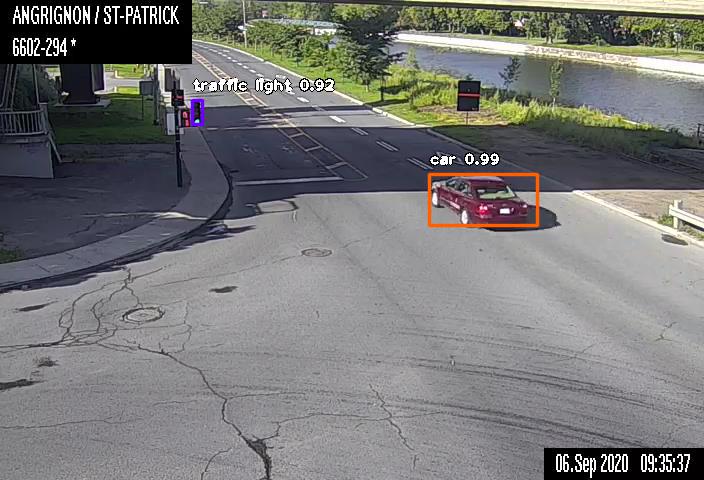 ANGRIGNON / ST-PATRICK
6602-294 *
traffic light 0.92
car 0.99
06.Sep 2020 09:35:37